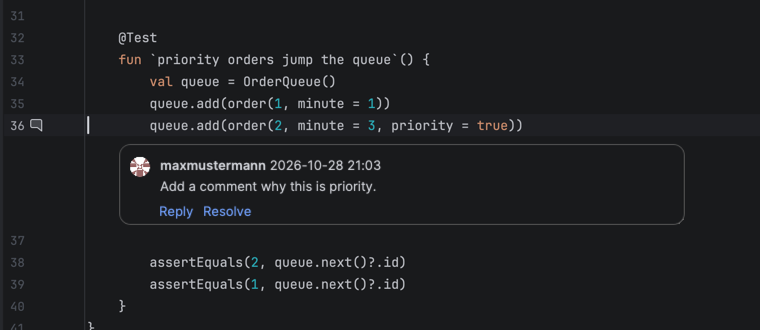 31
32 @Test
33 fun `priority orders jump the queue`() {
34 val queue = OrderQueue()
35 queue.add(order(1, minute = 1))
36 queue.add(order(2, minute = 3, priority = true))
maxmustermann 2026-10-28 21:03
Add a comment why this is priority.
Reply Resolve
37
38 assertEquals(2, queue.next()?.id)
39 assertEquals(1, queue.next()?.id)
40 }
41 }